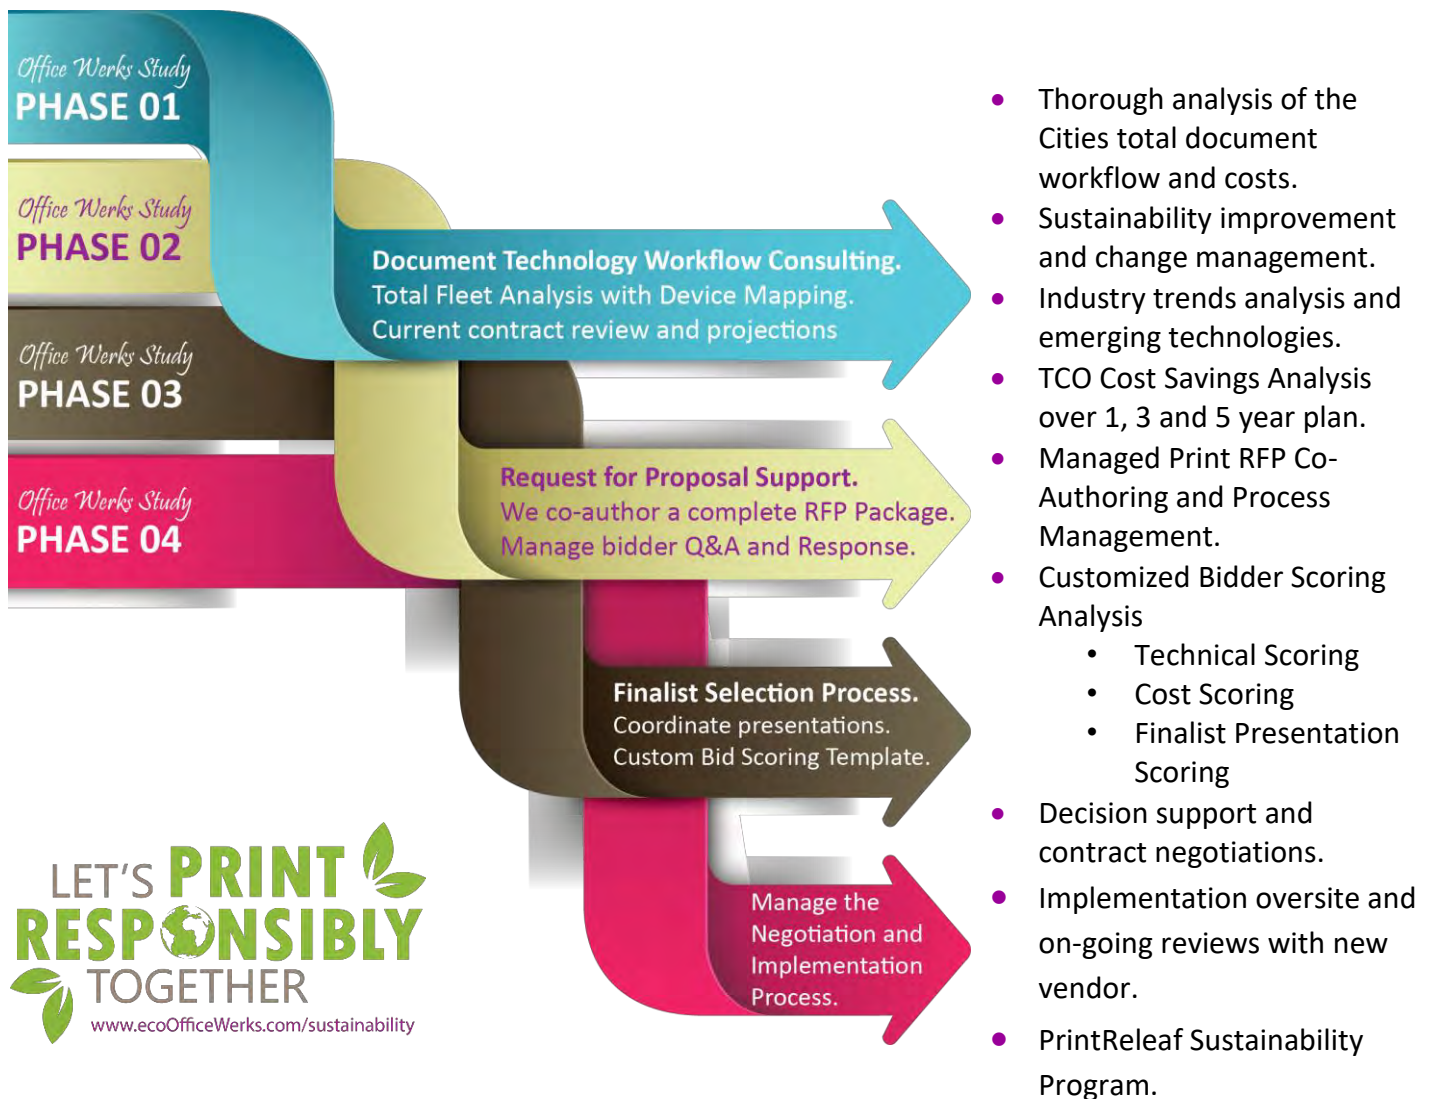 Office Werks Study
PHASE 01
Office Werks Study
PHASE 02
Office Werks Study
PHASE 03
Office Werks Study
PHASE 04
Document Technology Workflow Consulting.
Total Fleet Analysis with Device Mapping.
Current contract review and projections
Request for Proposal Support.
We co-author a complete RFP Package.
Manage bidder Q&A and Response.
Finalist Selection Process.
Coordinate presentations.
Custom Bid Scoring Template.
Manage the
Negotiation and
Implementation
Process.
LET'S PRINT
RESPONSIBLY
TOGETHER
www.ecoOfficeWerks.com/sustainability
• Thorough analysis of the
Cities total document
workflow and costs.
• Sustainability improvement
and change management.
• Industry trends analysis and
emerging technologies.
• TCO Cost Savings Analysis
over 1, 3 and 5 year plan.
• Managed Print RFP Co-
Authoring and Process
Management.
• Customized Bidder Scoring
Analysis
• Technical Scoring
• Cost Scoring
• Finalist Presentation
Scoring
• Decision support and
contract negotiations.
• Implementation oversite and
on-going reviews with new
vendor.
• PrintReleaf Sustainability
Program.